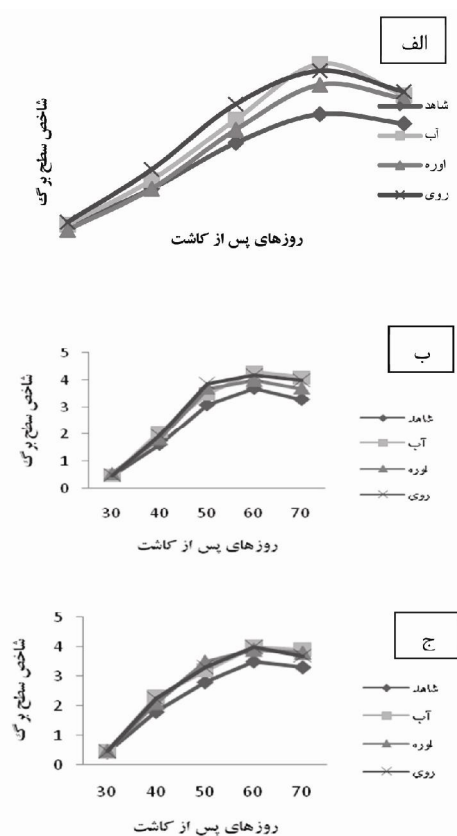 الف
شاخص سطح برگ
شاهد
آب
اوره
روی
روزهای پس از کاشت
ب
شاخص سطح برگ
5
4
3
2
1
0
30 40 50 60 70
شاهد
آب
اوره
روی
روزهای پس از کاشت
ج
شاخص سطح برگ
5
4
3
2
1
0
30 40 50 60 70
شاهد
آب
اوره
روی
روزهای پس از کاشت